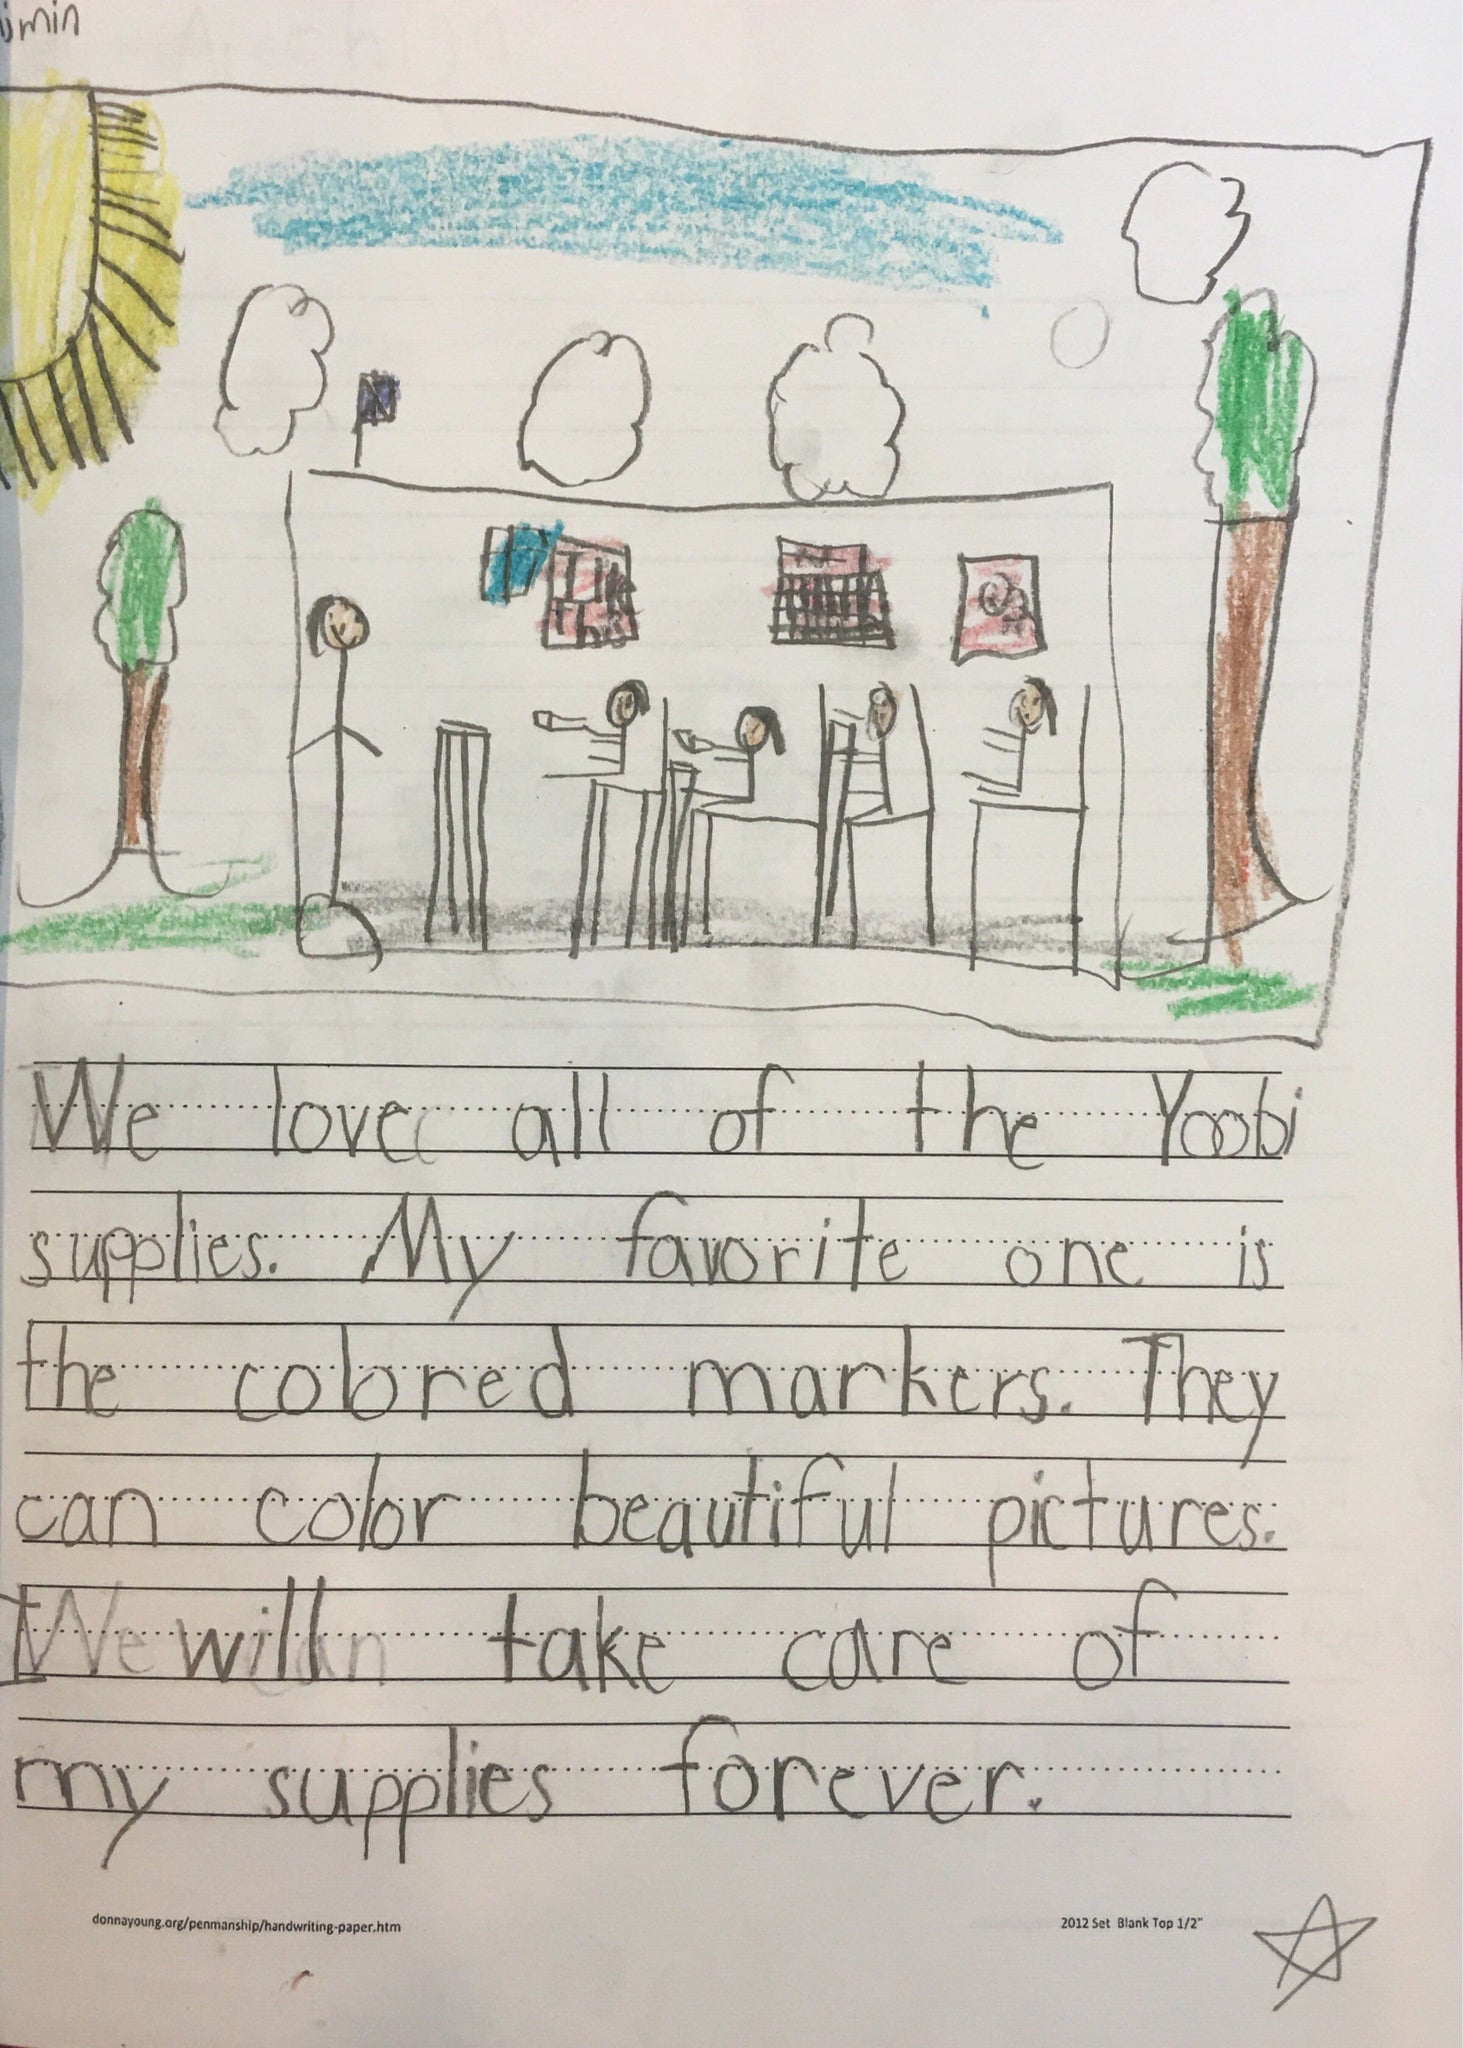 We love all of the Yoobi
supplies. My favorite one is
the colored markers. They
can color beautiful pictures.
I will take care of
my supplies forever.
donnayoung.org/penmanship/handwriting-paper.htm
2012 Set Blank Top 1/2"